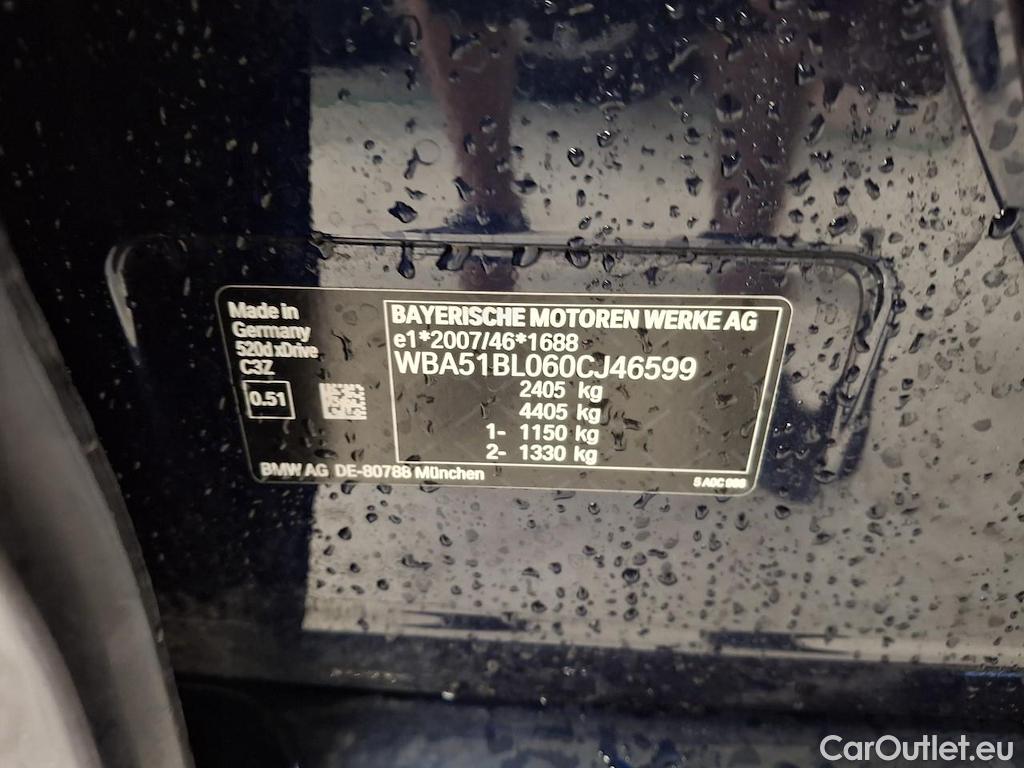 Made in
Germany
520d xDrive
C3Z
0.51
BAYERISCHE MOTOREN WERKE AG
e1*2007/46*1688
WBA51BL060CJ46599
2405 kg
4405 kg
1- 1150 kg
2- 1330 kg
BMW AG DE-80788 München
CarOutlet.eu